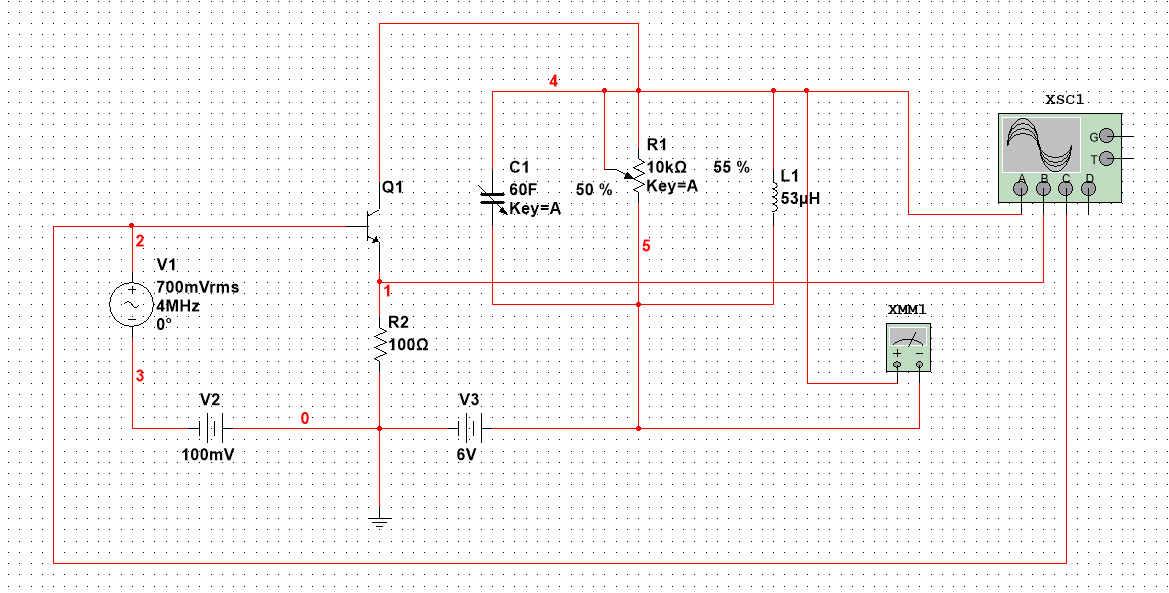 XSC1
G
T
A B C D
4
R1
10kΩ
Key=A
55 %
C1
60F
Key=A
50 %
L1
53µH
Q1
2
V1
700mVrms
4MHz
0°
5
1
XMM1
R2
100Ω
3
V2
100mV
0
V3
6V